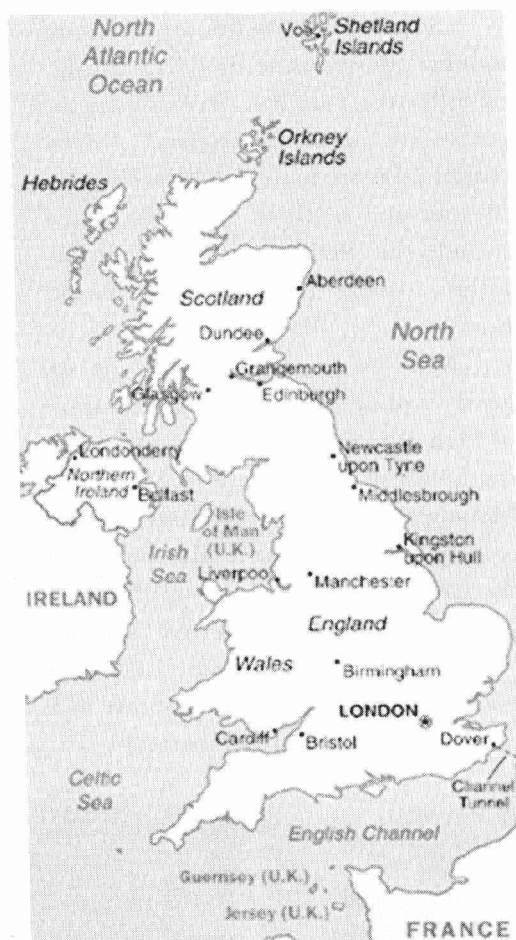 North
Atlantic
Ocean
Voe
Shetland
Islands
Orkney
Islands
Hebrides
Aberdeen
Scotland
Dundee
North
Sea
Grangemouth
Glasgow
Edinburgh
Londonderry
Northern
Ireland
Belfast
Newcastle
upon Tyne
Middlesbrough
Isle
of Man
(U.K.)
Irish
Sea
Kingston
upon Hull
Liverpoo
Manchester
IRELAND
England
Wales
Birmingham
LONDON
Cardiff
Bristol
Dover
Channel
Tunnel
Celtic
Sea
English Channel
Guernsey (U.K.)
Jersey (U.K.)
FRANCE